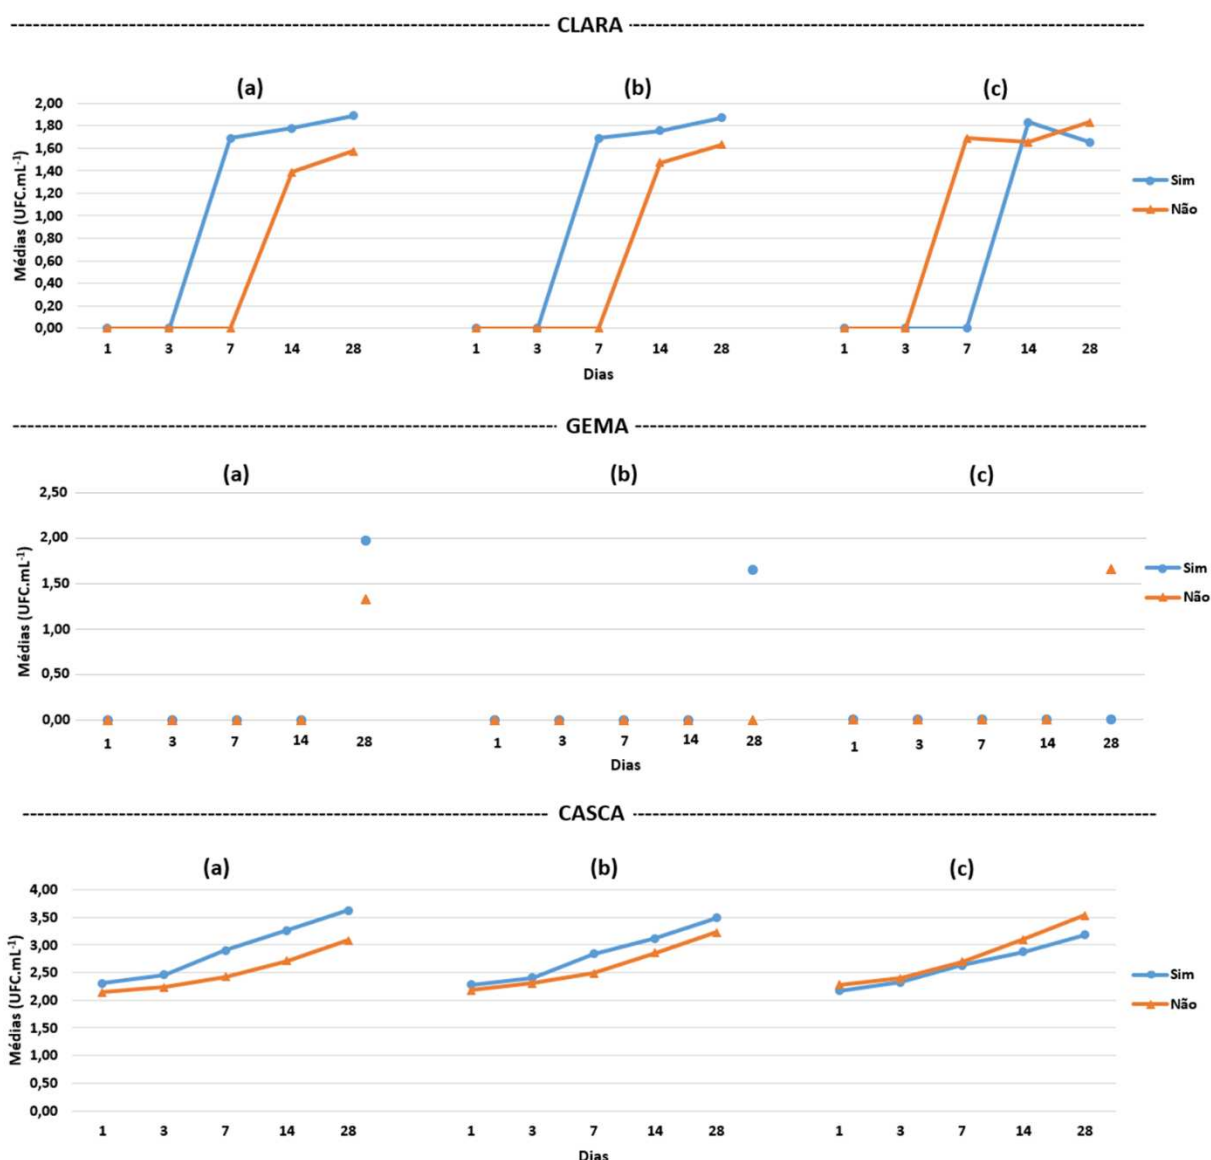 CLARA
(a) (b) (c)
Médias (UFC.mL-1)
2,00
1,80
1,60
1,40
1,20
1,00
0,80
0,60
0,40
0,20
0,00
1 3 7 14 28 1 3 7 14 28 1 3 7 14 28
Dias
Sim
Não
GEMA
(a) (b) (c)
Médias (UFC.mL-1)
2,50
2,00
1,50
1,00
0,50
0,00
1 3 7 14 28 1 3 7 14 28 1 3 7 14 28
Dias
Sim
Não
CASCA
(a) (b) (c)
Médias (UFC.mL-1)
4,00
3,50
3,00
2,50
2,00
1,50
1,00
0,50
0,00
1 3 7 14 28 1 3 7 14 28 1 3 7 14 28
Dias
Sim
Não